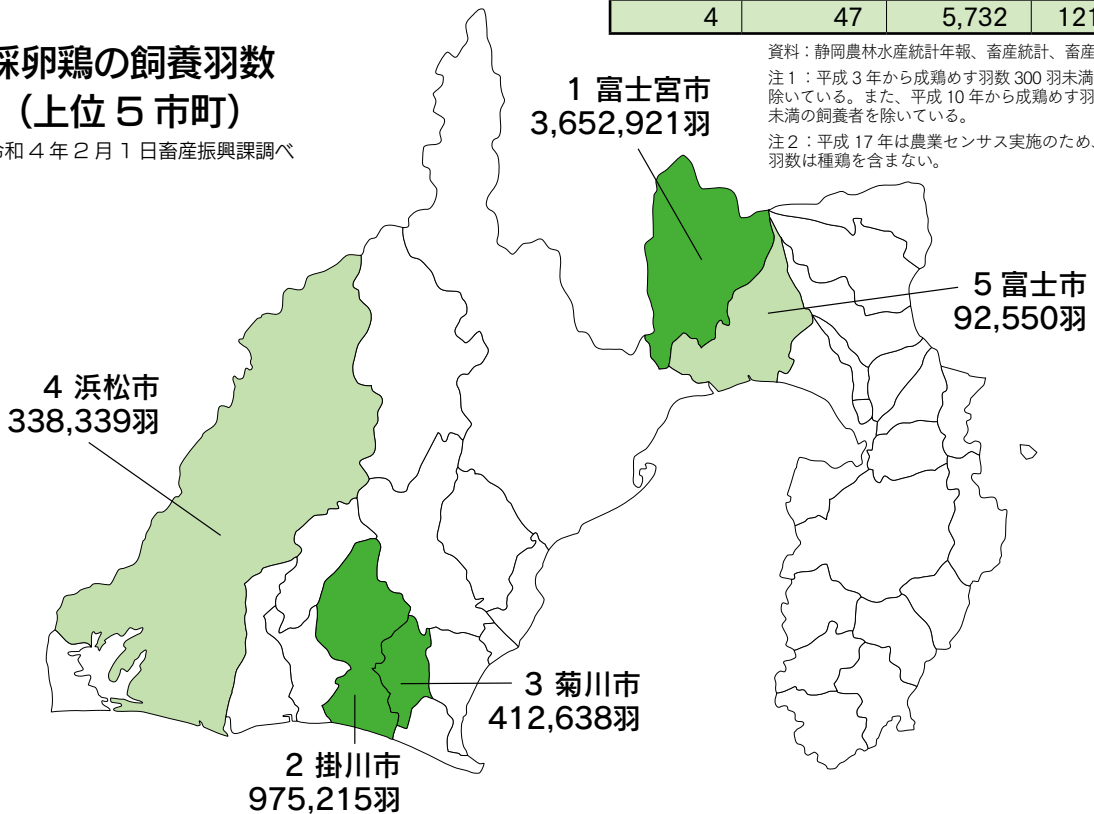 4 47 5,732 121
採卵鶏の飼養羽数
（上位 5 市町）
令和 4 年 2 月 1 日畜産振興課調べ
資料：静岡農林水産統計年報、畜産統計、畜産
注 1：平成 3 年から成鶏めす羽数 300 羽未満
除いている。また、平成 10 年から成鶏めす羽
未満の飼養者を除いている。
注 2：平成 17 年は農業センサス実施のため、
羽数は種鶏を含まない。
1 富士宮市
3,652,921羽
5 富士市
92,550羽
4 浜松市
338,339羽
3 菊川市
412,638羽
2 掛川市
975,215羽